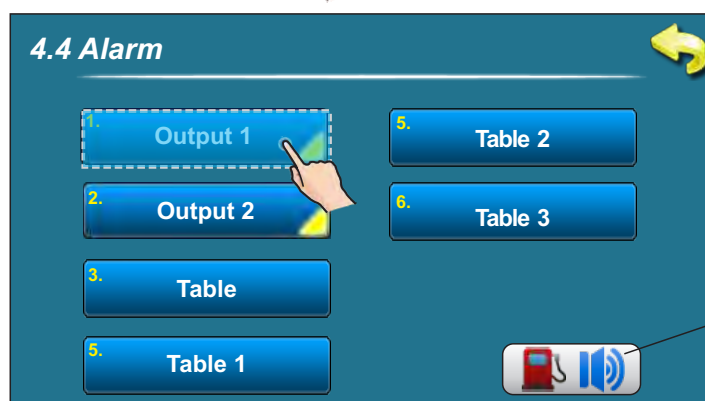 4.4 Alarm
1. Output 1
2. Output 2
3. Table
5. Table 1
5. Table 2
6. Table 3